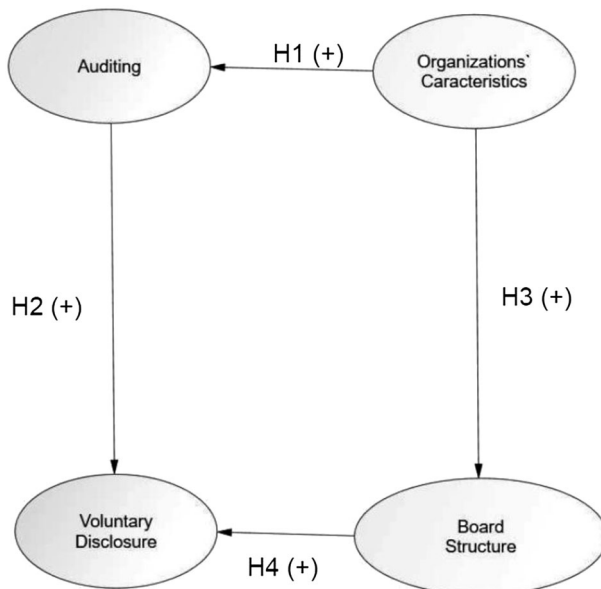 Auditing
H1 (+)
Organizations`
Caracteristics
H2 (+)
H3 (+)
Voluntary
Disclosure
H4 (+)
Board
Structure